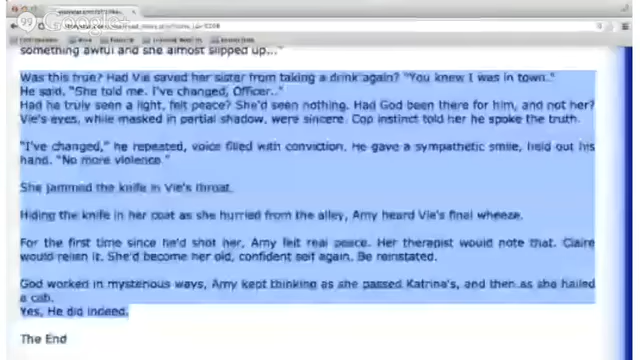 99 Google+
something awful and she almost slipped up..."
Was this true? Had Vie saved her sister from taking a drink again? "You knew I was in town."
He said, "She told me. I've changed, Officer.."
Had he truly seen a light, felt peace? She'd seen nothing. Had God been there for him, and not her?
Vie's eyes, while masked in partial shadow, were sincere. Cop instinct told her he spoke the truth.
"I've changed," he repeated, voice filled with conviction. He gave a sympathetic smile, held out his
hand. "No more violence."
She jammed the knife in Vie's throat.
Hiding the knife in her coat as she hurried from the alley, Amy heard Vie's final wheeze.
For the first time since he'd shot her, Amy felt real peace. Her therapist would note that. Claire
would relish it. She'd become her old, confident self again. Be reinstated.
God worked in mysterious ways, Amy kept thinking as she passed Katrina's, and then as she hailed
a cab.
Yes, He did indeed.
The End